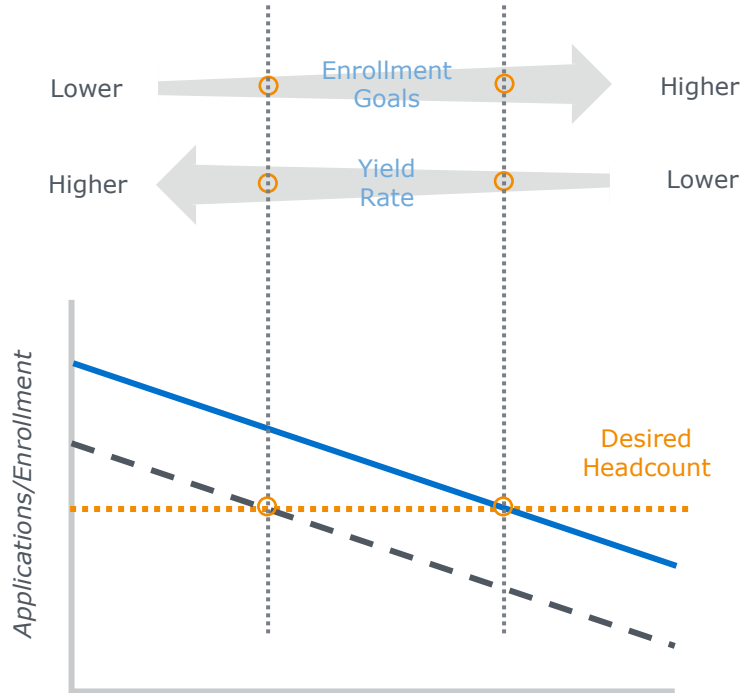 Lower
Enrollment
Goals
Higher
Higher
Yield
Rate
Lower
Applications/Enrollment
Desired
Headcount